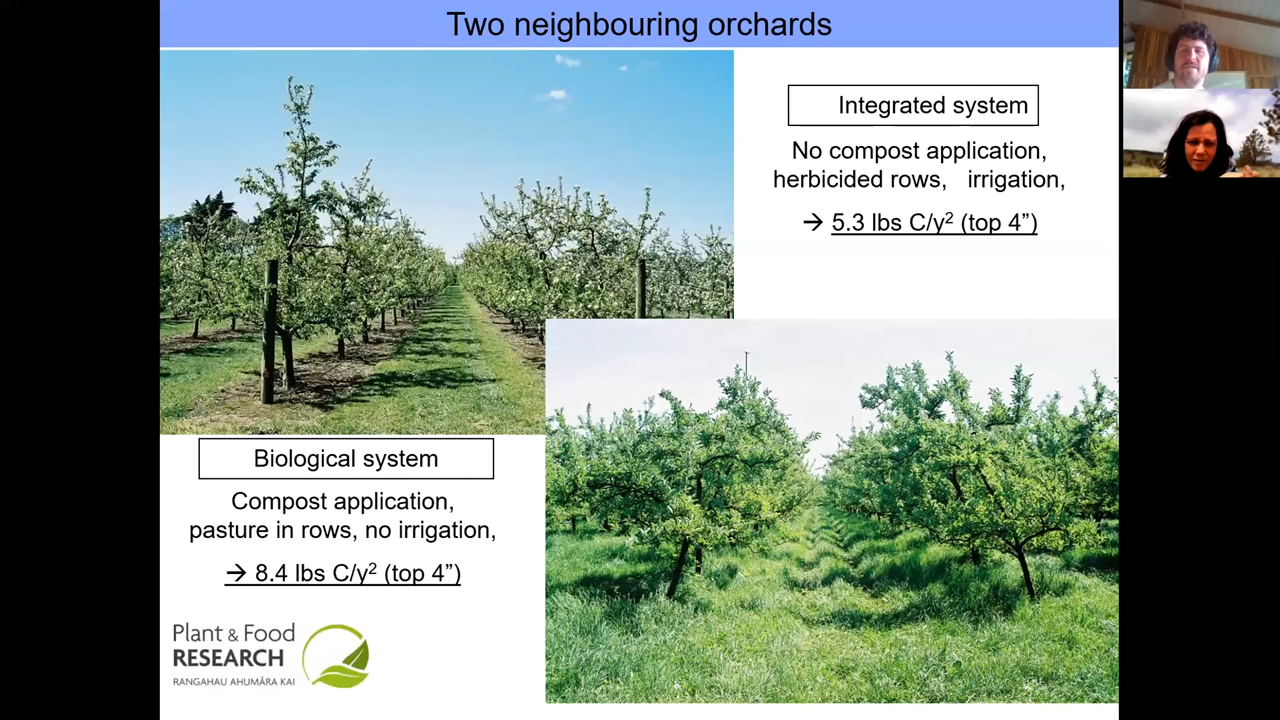 Two neighbouring orchards
Integrated system
No compost application,
herbicided rows, irrigation,
→ 5.3 lbs C/y² (top 4”)
Biological system
Compost application,
pasture in rows, no irrigation,
→ 8.4 lbs C/y² (top 4”)
Plant & Food
RESEARCH
RANGAHAU AHUMĀRA KAI